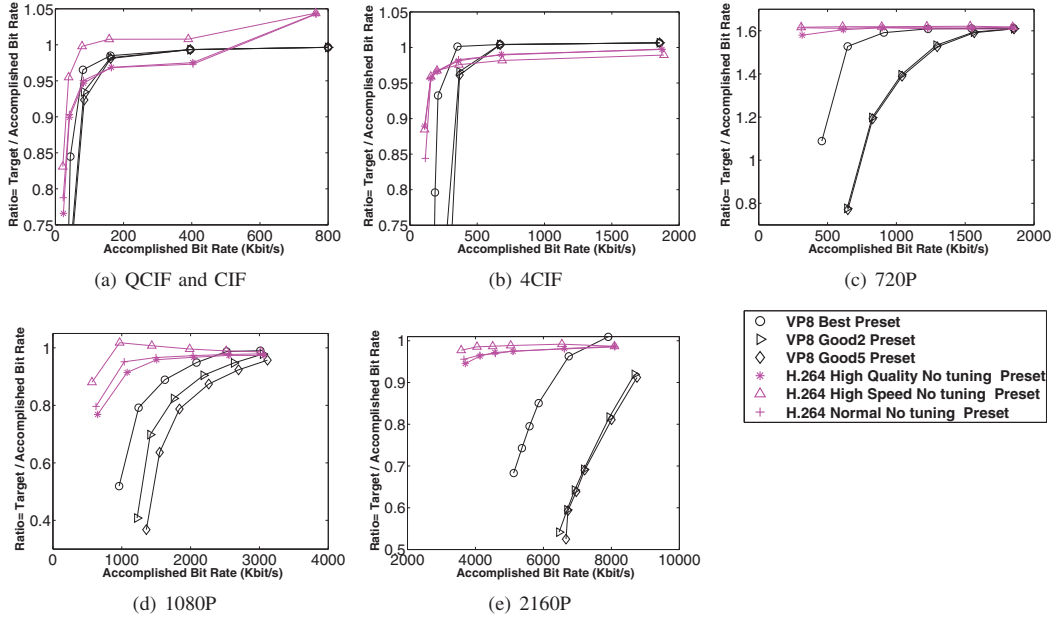 Ratio= Target / Accomplished Bit Rate
1.05
1
0.95
0.9
0.85
0.8
0.75
0 200 400 600 800
Accomplished Bit Rate (Kbit/s)
(a) QCIF and CIF
Ratio= Target / Accomplished Bit Rate
1.05
1
0.95
0.9
0.85
0.8
0.75
0 500 1000 1500 2000
Accomplished Bit Rate (Kbit/s)
(b) 4CIF
Ratio= Target / Accomplished Bit Rate
1.6
1.4
1.2
1
0.8
0 500 1000 1500 2000
Accomplished Bit Rate (Kbit/s)
(c) 720P
Ratio= Target / Accomplished Bit Rate
1
0.8
0.6
0.4
0 1000 2000 3000 4000
Accomplished Bit Rate (Kbit/s)
(d) 1080P
Ratio= Target / Accomplished Bit Rate
1
0.9
0.8
0.7
0.6
0.5
2000 4000 6000 8000 10000
Accomplished Bit Rate (Kbit/s)
(e) 2160P
VP8 Best Preset
VP8 Good2 Preset
VP8 Good5 Preset
H.264 High Quality No tuning Preset
H.264 High Speed No tuning Preset
H.264 Normal No tuning Preset